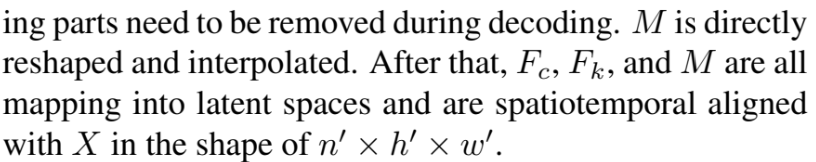 ing parts need to be removed during decoding. M is directly
reshaped and interpolated. After that, F_c, F_k, and M are all
mapping into latent spaces and are spatiotemporal aligned
with X in the shape of n′ × h′ × w′.